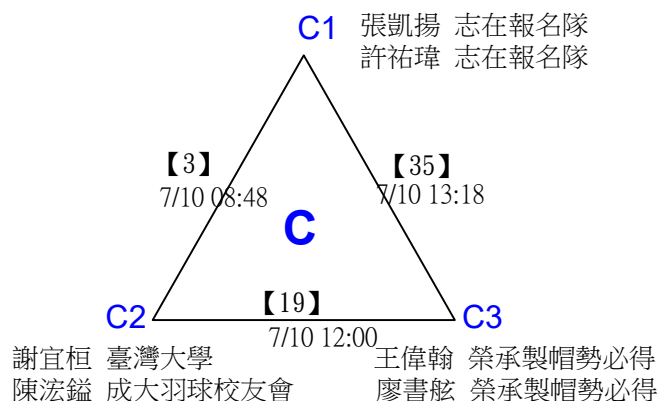 C1
張凱揚 志在報名隊
許祐瑋 志在報名隊
【3】
7/10 08:48
【35】
7/10 13:18
C
【19】
7/10 12:00
C2
C3
謝宜桓 臺灣大學
陳浤鎰 成大羽球校友會
王偉翰 榮承製帽勢必得
廖書舷 榮承製帽勢必得